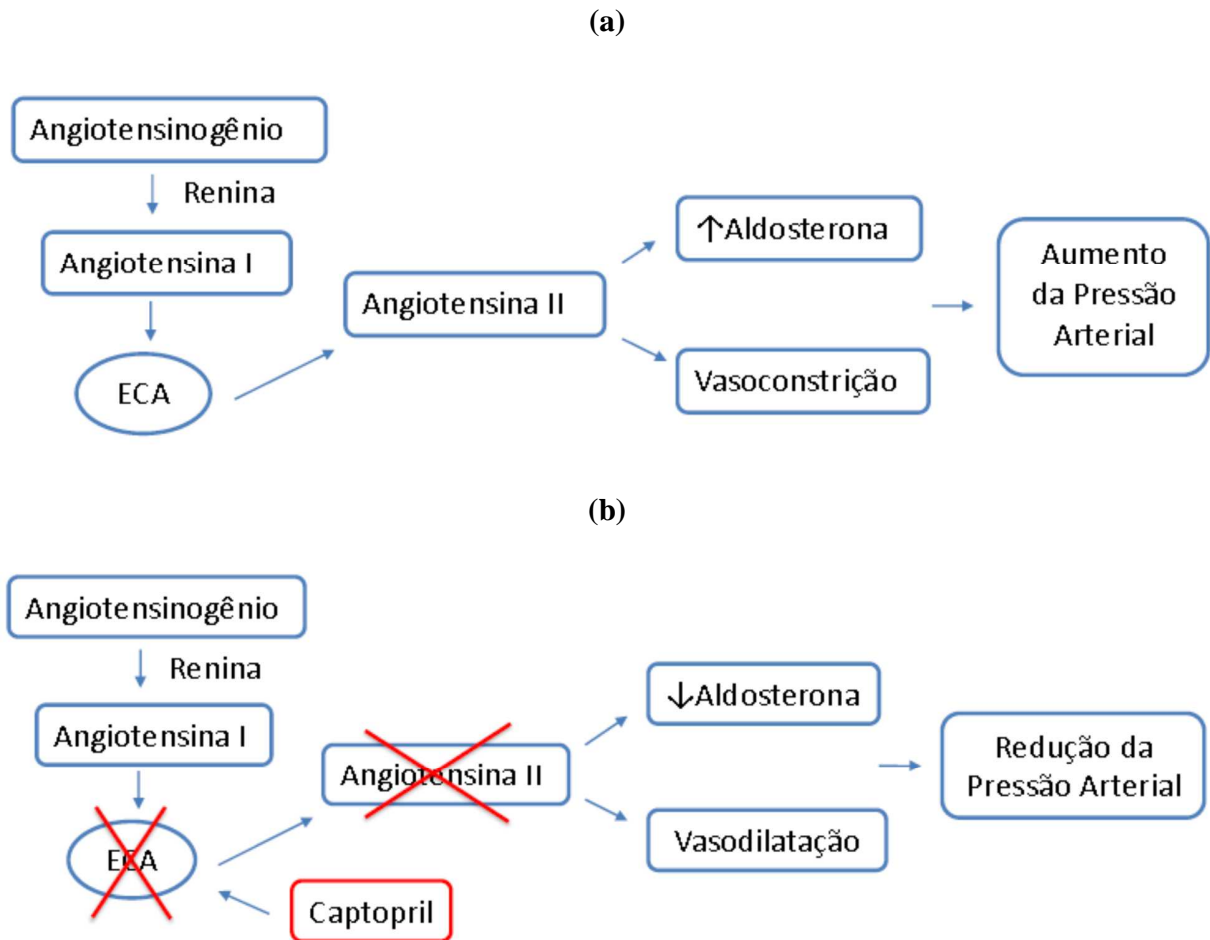 (a)
Angiotensinogênio
Renina
Angiotensina I
ECA
Angiotensina II
↑Aldosterona
Vasoconstrição
Aumento
da Pressão
Arterial
(b)
Angiotensinogênio
Renina
Angiotensina I
ECA
Captopril
Angiotensina II
↓Aldosterona
Vasodilatação
Redução da
Pressão Arterial